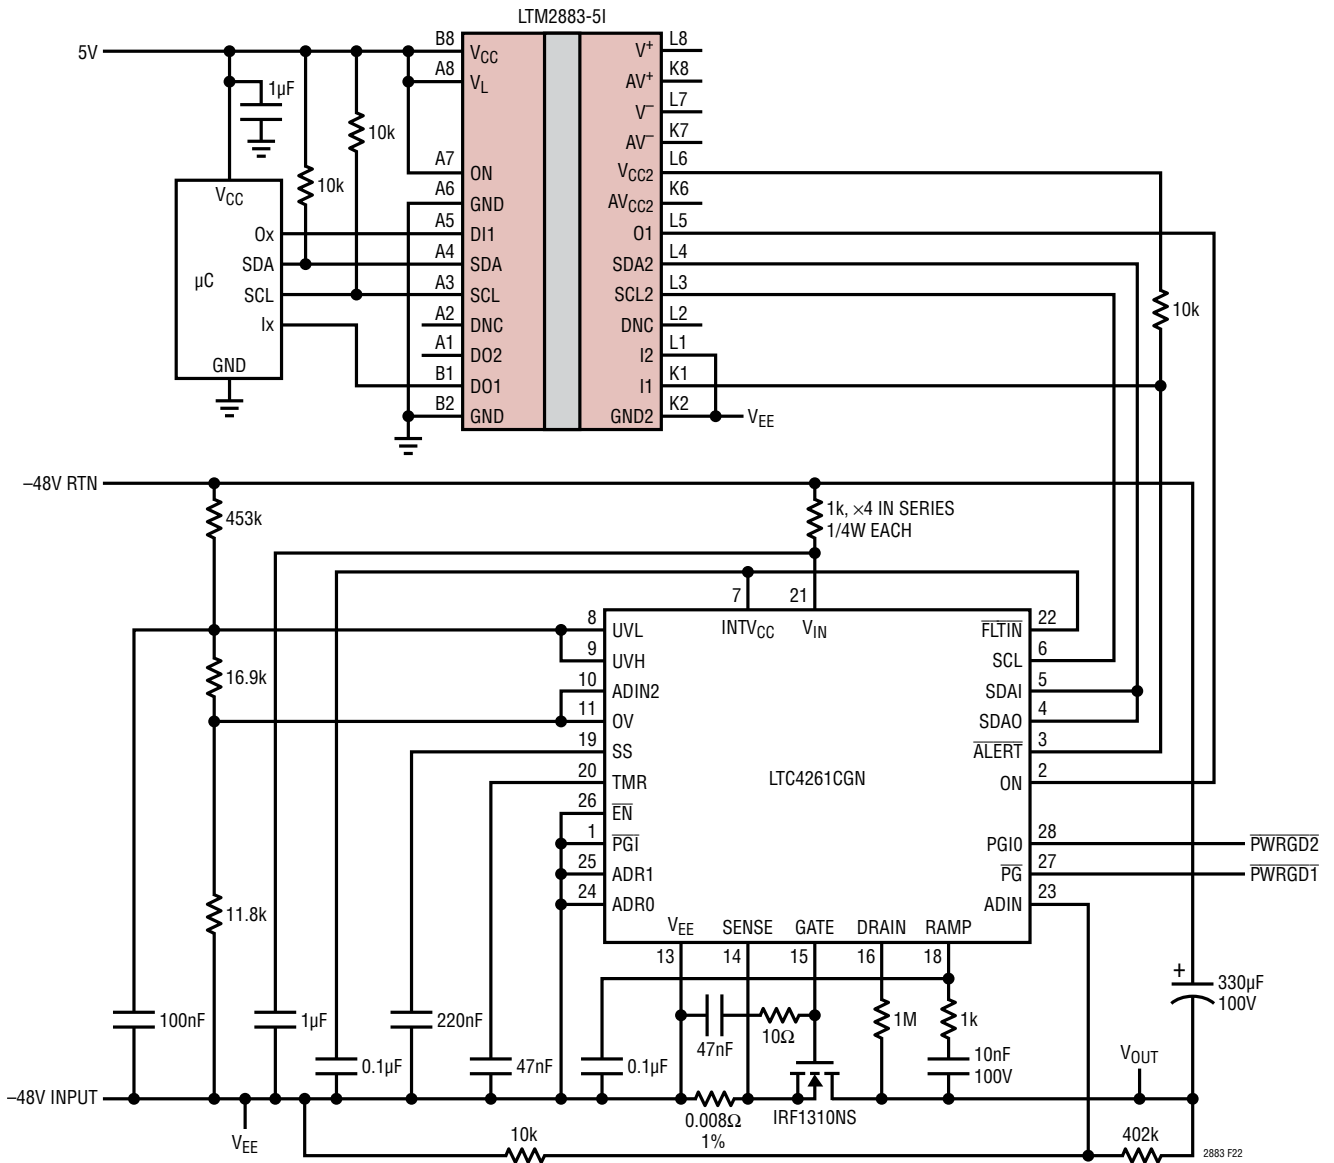 LTM2883-5I
5V
B8
VCC
A8
VL
A7
ON
A6
GND
A5
DI1
A4
SDA
A3
SCL
A2
DNC
A1
DO2
B1
DO1
B2
GND
L8
V+
K8
AV+
L7
V–
K7
AV–
L6
VCC2
K6
AVCC2
L5
O1
L4
SDA2
L3
SCL2
L2
DNC
L1
I2
K1
I1
K2
GND2
VEE
1µF
10k
10k
VCC
Ox
SDA
µC
SCL
Ix
GND
10k
–48V RTN
453k
1k, ×4 IN SERIES
1/4W EACH
7
21
INTVCC
VIN
8
UVL
9
UVH
10
ADIN2
11
OV
19
SS
20
TMR
26
EN
1
PGI
25
ADR1
24
ADR0
22
FLTIN
6
SCL
5
SDAI
4
SDAO
3
ALERT
2
ON
28
PGI0
PWRGD2
27
PG
PWRGD1
23
ADIN
LTC4261CGN
VEE
SENSE
GATE
DRAIN
RAMP
13
14
15
16
18
16.9k
11.8k
100nF
1µF
0.1µF
220nF
47nF
0.1µF
47nF
10Ω
1M
1k
10nF
100V
+
330µF
100V
VOUT
–48V INPUT
VEE
0.008Ω
1%
IRF1310NS
10k
402k
2883 F22